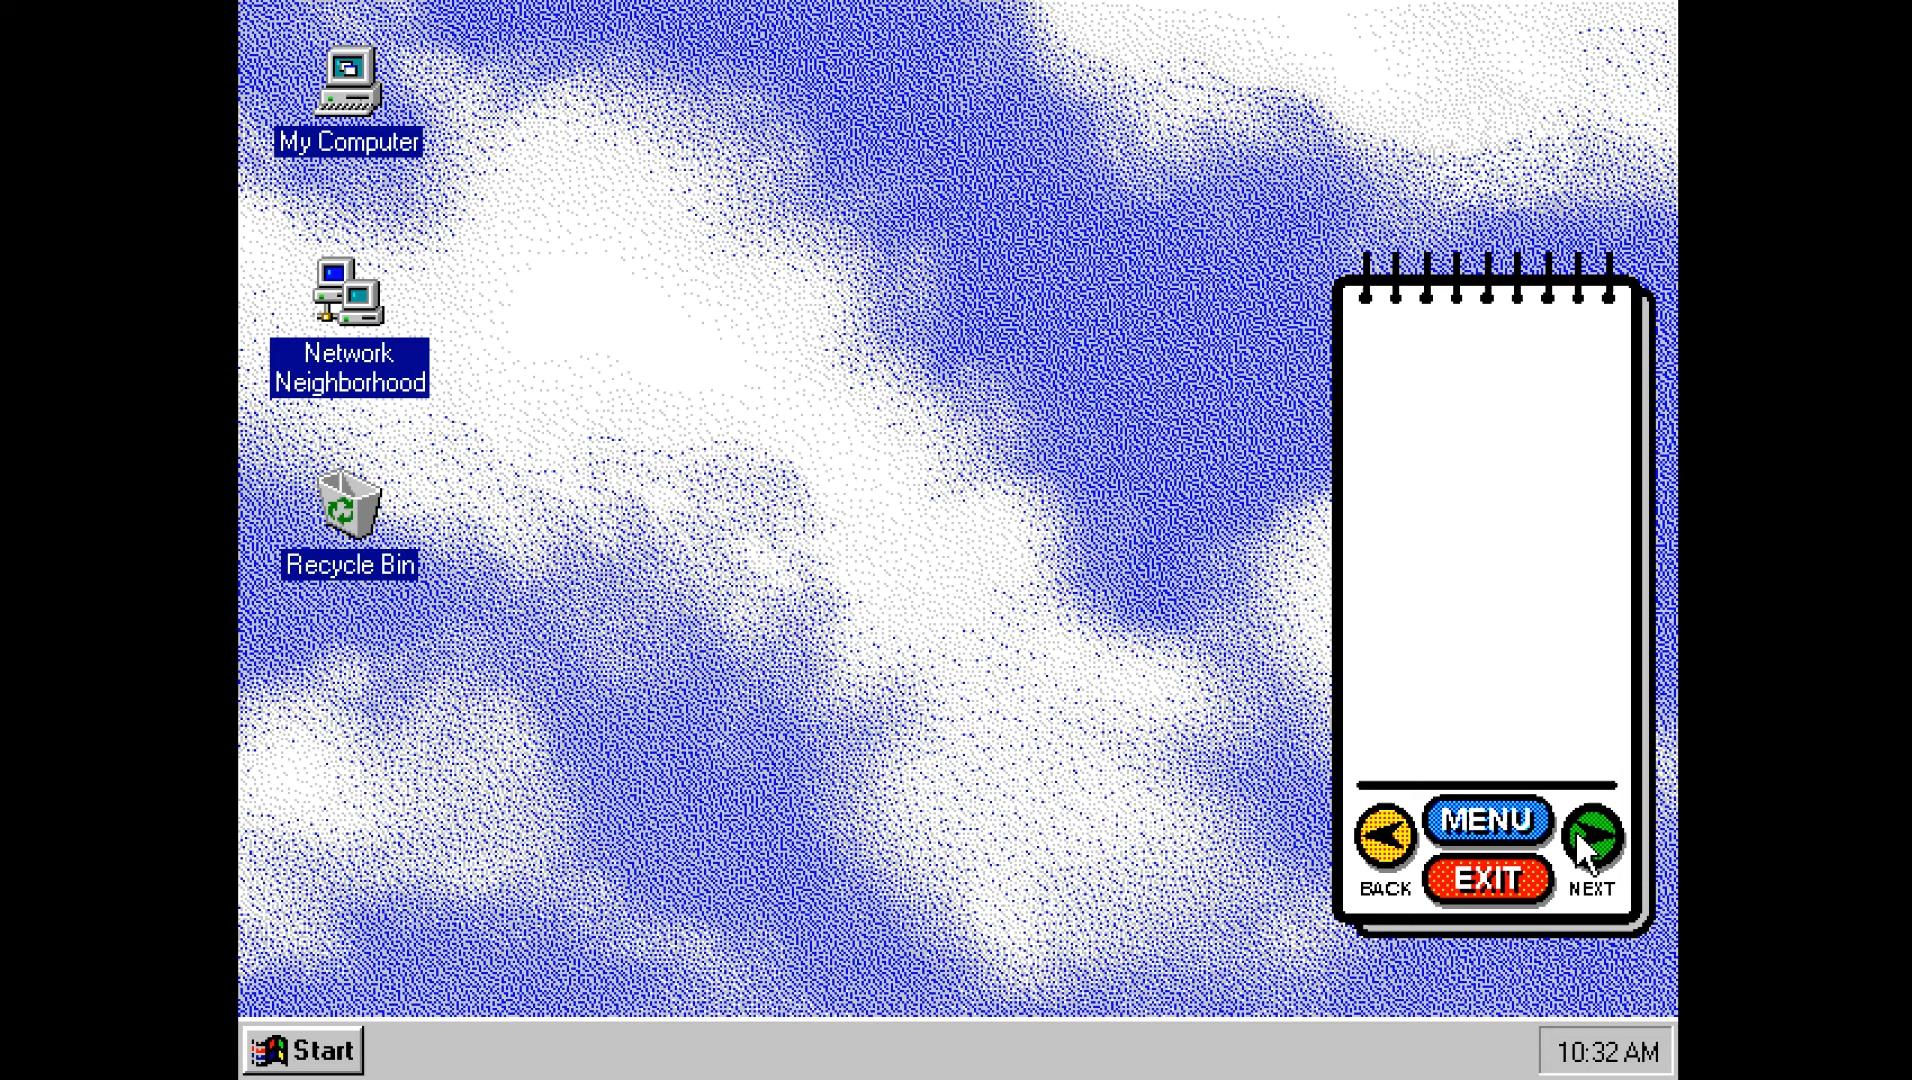 My Computer
Network
Neighborhood
Recycle Bin
MENU
EXIT
BACK
NEXT
Start
10:32 AM